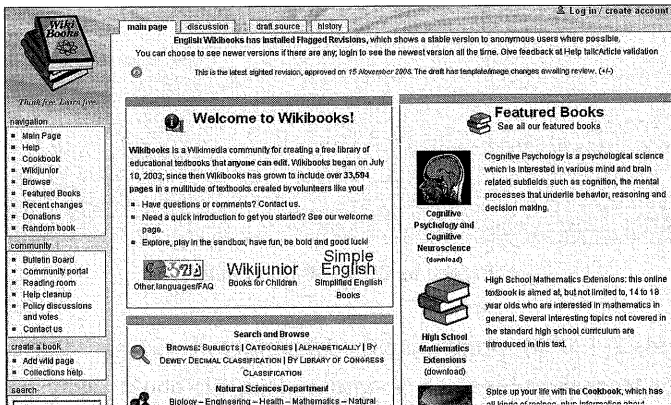 Log in / create account
Wiki
Books
Think free. Learn free.
main page
discussion
draft source
history
English Wikibooks has installed Flagged Revisions, which shows a stable version to anonymous users where possible.
You can choose to see newer versions if there are any; login to see the newest version all the time. Give feedback at Help talk:Article validation
This is the latest sighted revision, approved on 15 November 2008. The draft has template/image changes awaiting review. (+/-)
navigation
Main Page
Help
Cookbook
Wikijunior
Browse
Featured Books
Recent changes
Donations
Random book
community
Bulletin Board
Community portal
Reading room
Help cleanup
Policy discussions
and votes
Contact us
create a book
Add wiki page
Collections help
search
Welcome to Wikibooks!
Wikibooks is a Wikimedia community for creating a free library of
educational textbooks that anyone can edit. Wikibooks began on July
10, 2003; since then Wikibooks has grown to include over 33,594
pages in a multitude of textbooks created by volunteers like you!
Have questions or comments? Contact us.
Need a quick introduction to get you started? See our welcome
page.
Explore, play in the sandbox, have fun, be bold and good luck!
Other languages/FAQ
Wikijunior
Books for Children
Simple
English
Simplified English
Books
Search and Browse
BROWSE: SUBJECTS | CATEGORIES | ALPHABETICALLY | BY
DEWEY DECIMAL CLASSIFICATION | BY LIBRARY OF CONGRESS
CLASSIFICATION
Natural Sciences Department
Biology – Engineering – Health – Mathematics – Natural
Featured Books
See all our featured books
Cognitive
Psychology and
Cognitive
Neuroscience
(download)
Cognitive Psychology is a psychological science
which is interested in various mind and brain
related subfields such as cognition, the mental
processes that underlie behavior, reasoning and
decision making.
High School
Mathematics
Extensions
(download)
High School Mathematics Extensions: this online
textbook is aimed at, but not limited to, 14 to 18
year olds who are interested in mathematics in
general. Several interesting topics not covered in
the standard high school curriculum are
introduced in this text.
Spice up your life with the Cookbook, which has
all kinds of recipes, plus information about